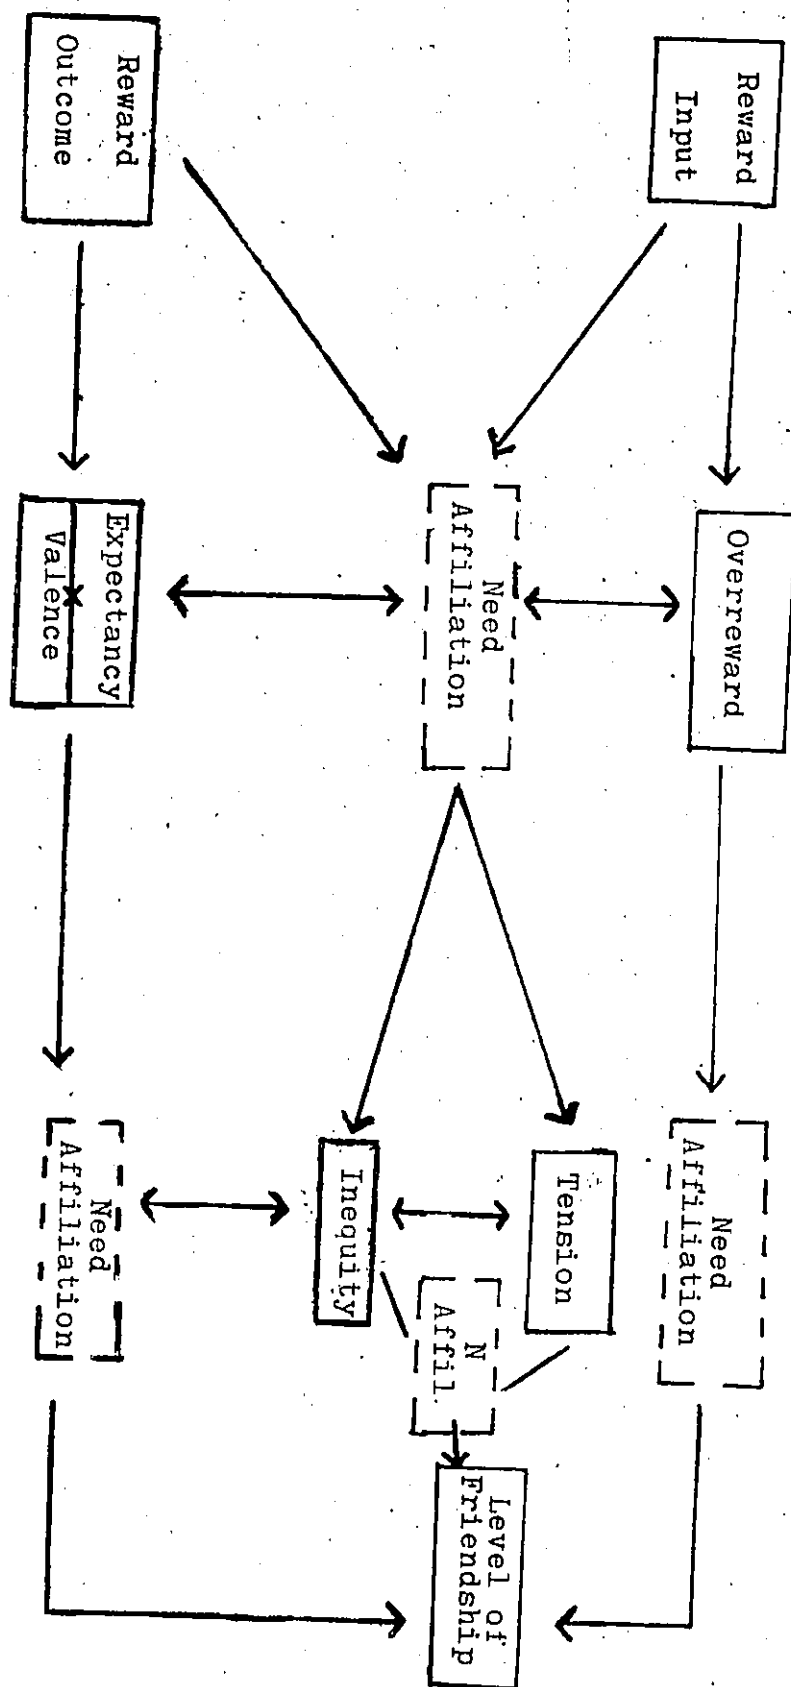 Reward
Input
Reward
Outcome
Overreward
Need
Affiliation
Expectancy
x
Valence
Need
Affiliation
Tension
Inequity
N
Affil.
Need
Affiliation
Level of
Friendship